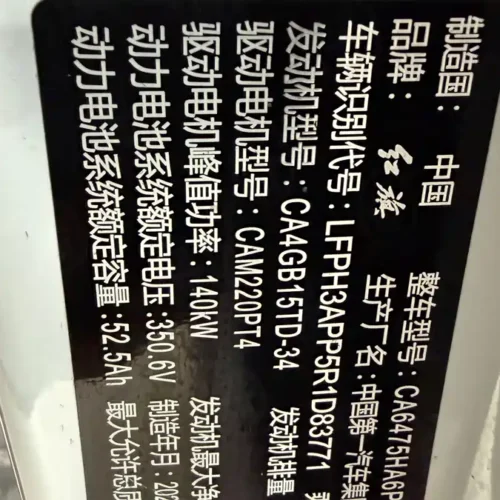 制造国: 中国 整车型号: CA6475HA6P
品牌: 红旗 生产厂名: 中国第一汽车集
车辆识别代号: LFPH3APP5R1D83771
发动机型号: CA4GB15TD-34 发动机排量
驱动电机型号: CAM220PT4
驱动电机峰值功率: 140kW 发动机最大净
动力电池系统额定电压: 350.6V 制造年月: 202
动力电池系统额定容量: 52.5Ah 最大允许总质